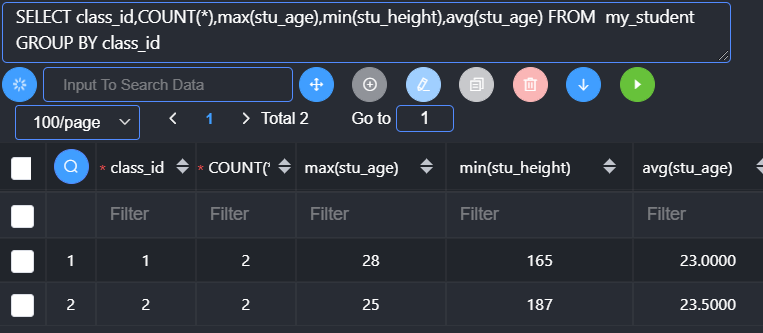 SELECT class_id,COUNT(*),max(stu_age),min(stu_height),avg(stu_age) FROM  my_student
GROUP BY class_id
Input To Search Data
100/page 1 Total 2 Go to 1
* class_id * COUNT(* max(stu_age) min(stu_height) avg(stu_age)
Filter Filter Filter Filter Filter
1 1 2 28 165 23.0000
2 2 2 25 187 23.5000